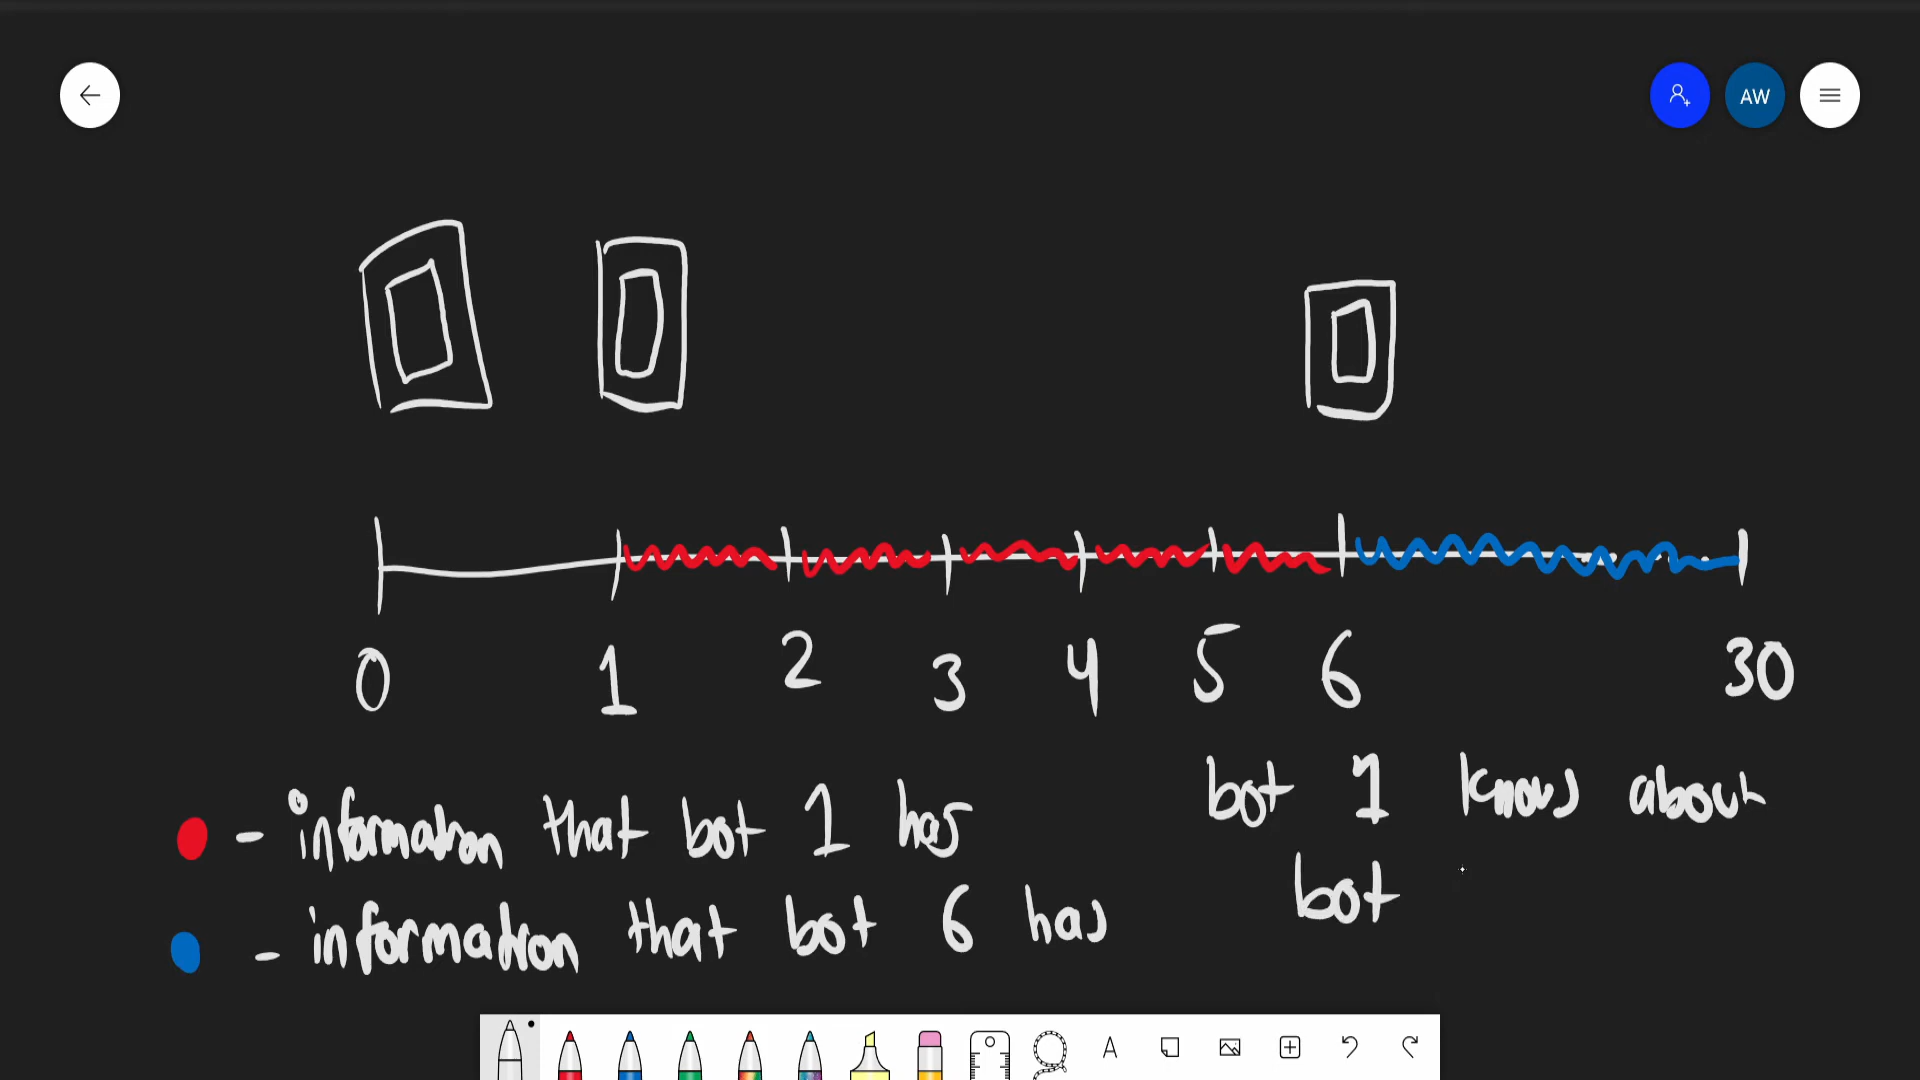 AW
0 1 2 3 4 5 6 30
- information that bot 1 has
- information that bot 6 has
bot 1 knows about
bot
A